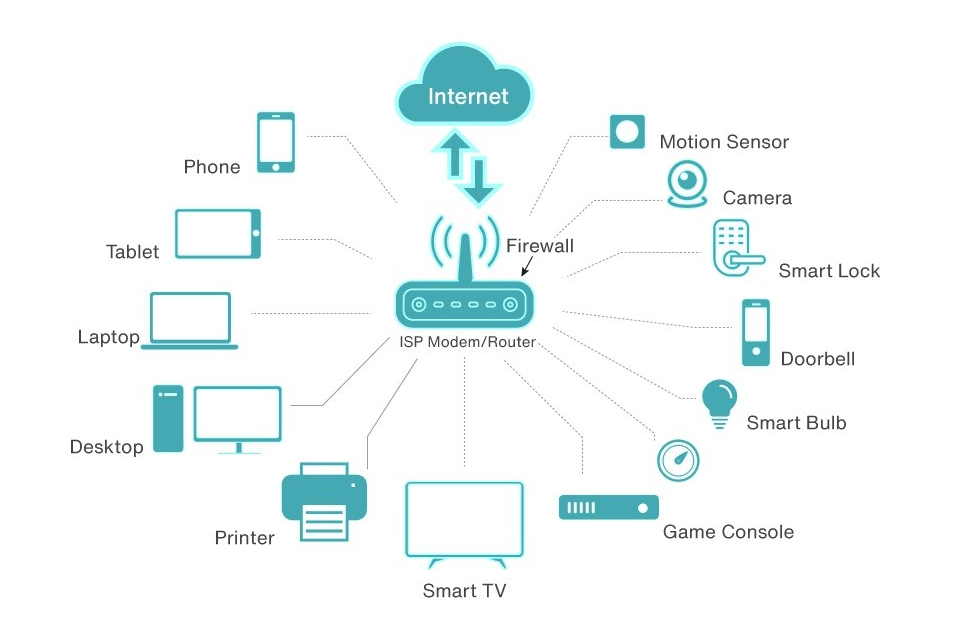 Internet
Phone
Motion Sensor
Camera
Tablet
Firewall
Smart Lock
Laptop
ISP Modem/Router
Doorbell
Smart Bulb
Desktop
Printer
Game Console
Smart TV